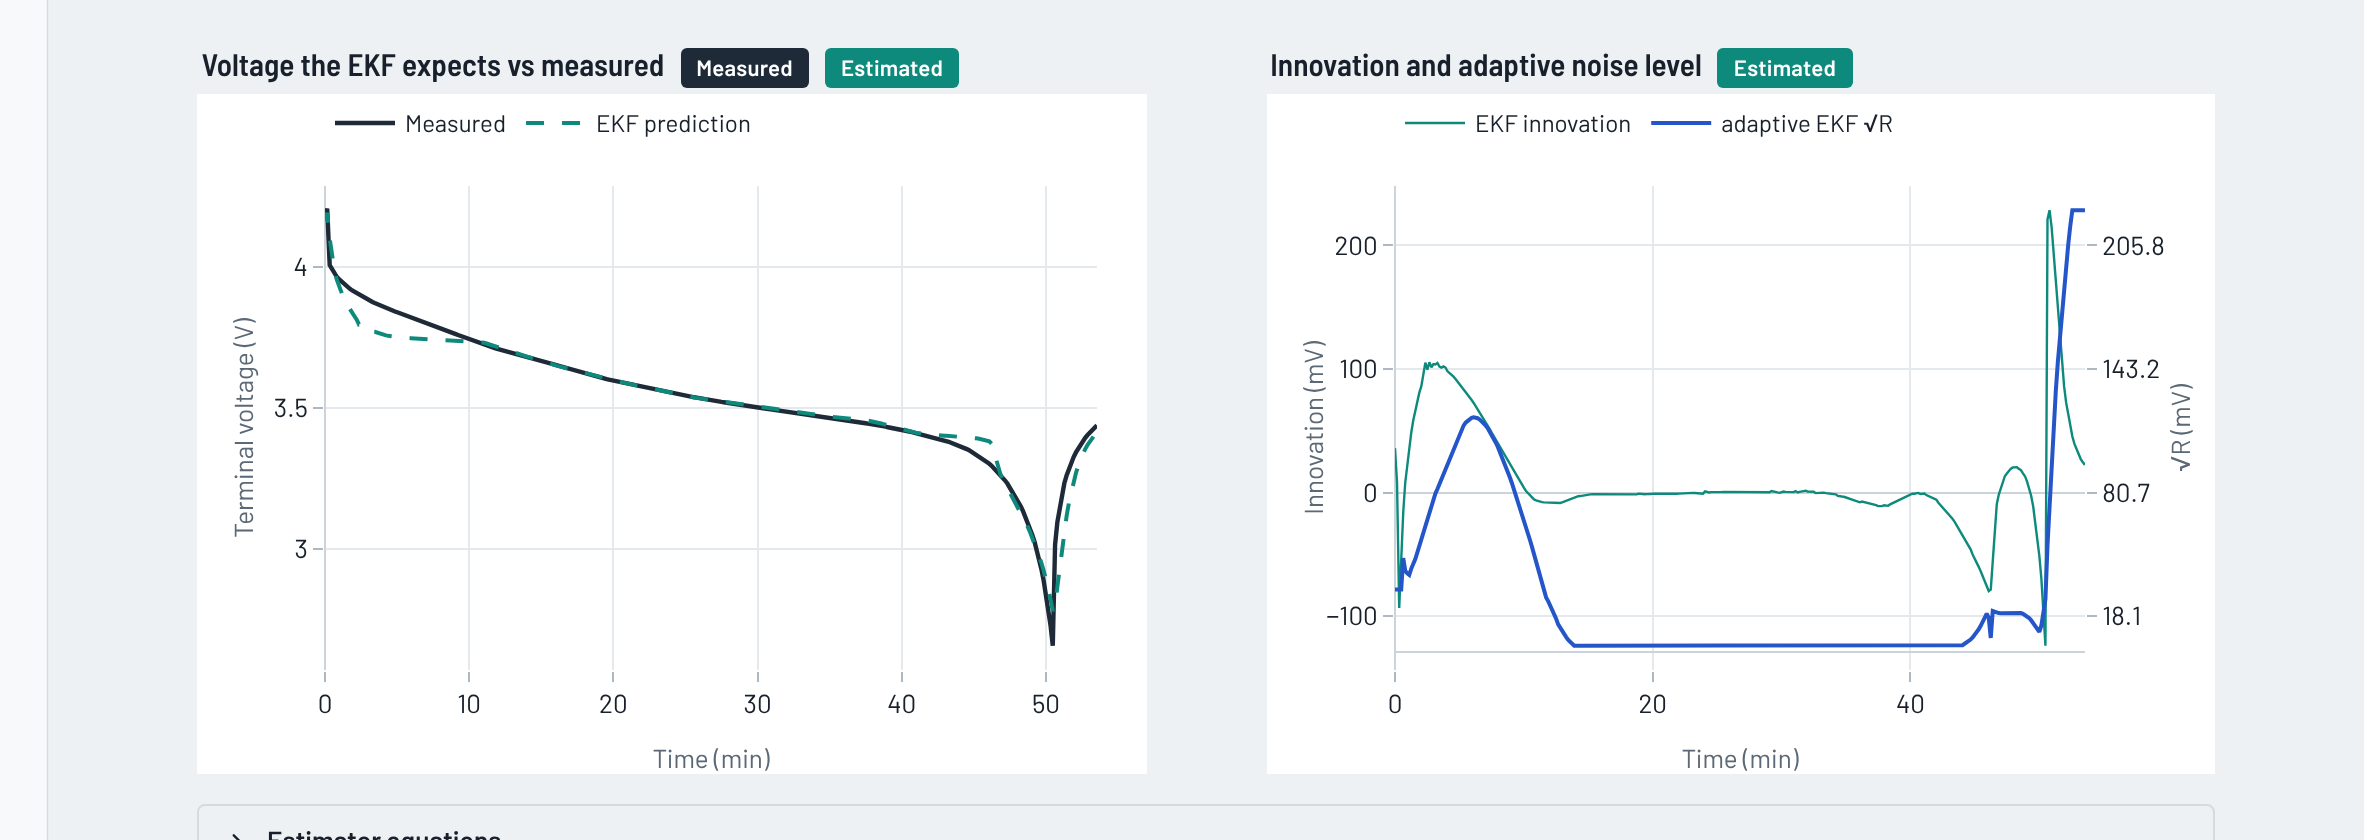 Voltage the EKF expects vs measured Measured Estimated
Measured EKF prediction
4
3.5
3
Terminal voltage (V)
0 10 20 30 40 50
Time (min)
Innovation and adaptive noise level Estimated
EKF innovation adaptive EKF √R
200
100
0
−100
Innovation (mV)
205.8
143.2
80.7
18.1
√R (mV)
0 20 40
Time (min)
Estimator equations